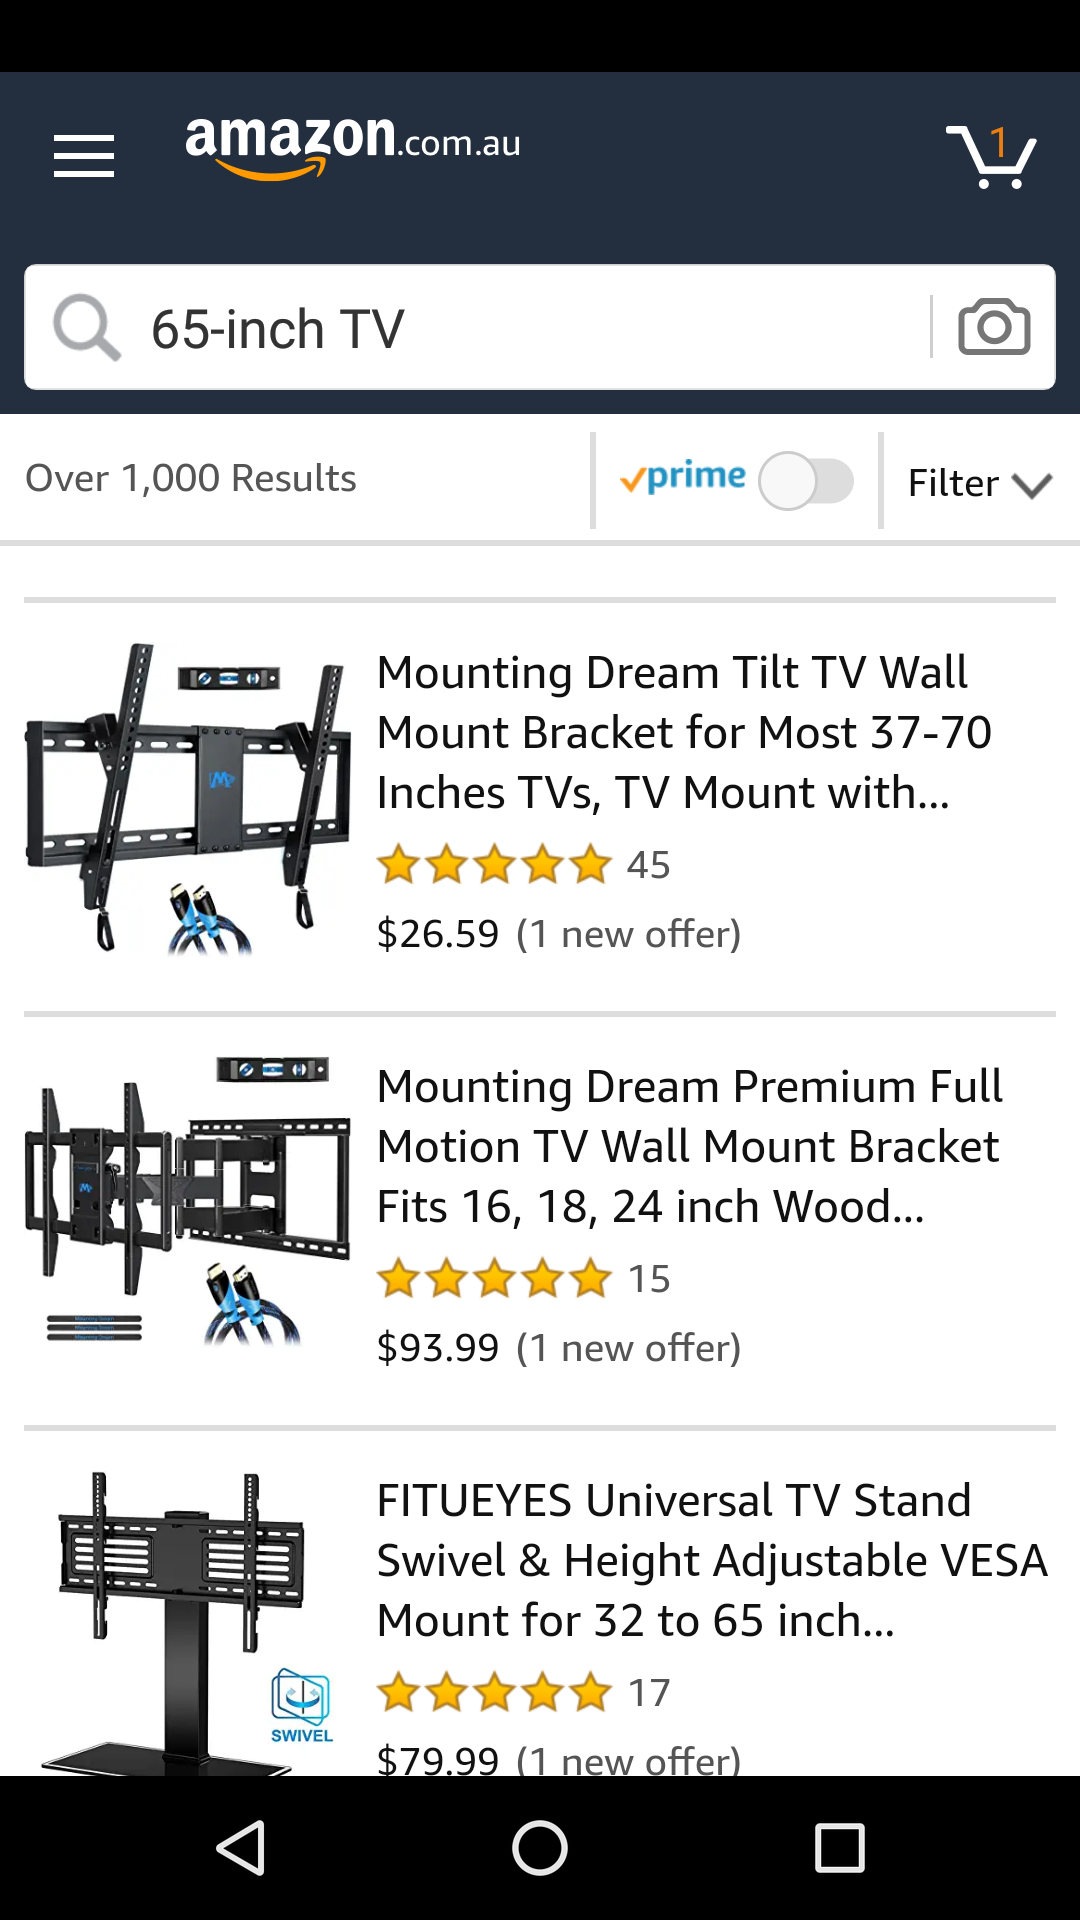 amazon.com.au
1
65-inch TV
Over 1,000 Results
prime
Filter
Mounting Dream Tilt TV Wall
Mount Bracket for Most 37-70
Inches TVs, TV Mount with...
45
$26.59 (1 new offer)
Mounting Dream Premium Full
Motion TV Wall Mount Bracket
Fits 16, 18, 24 inch Wood...
15
$93.99 (1 new offer)
FITUEYES Universal TV Stand
Swivel & Height Adjustable VESA
Mount for 32 to 65 inch...
17
SWIVEL
$79.99 (1 new offer)